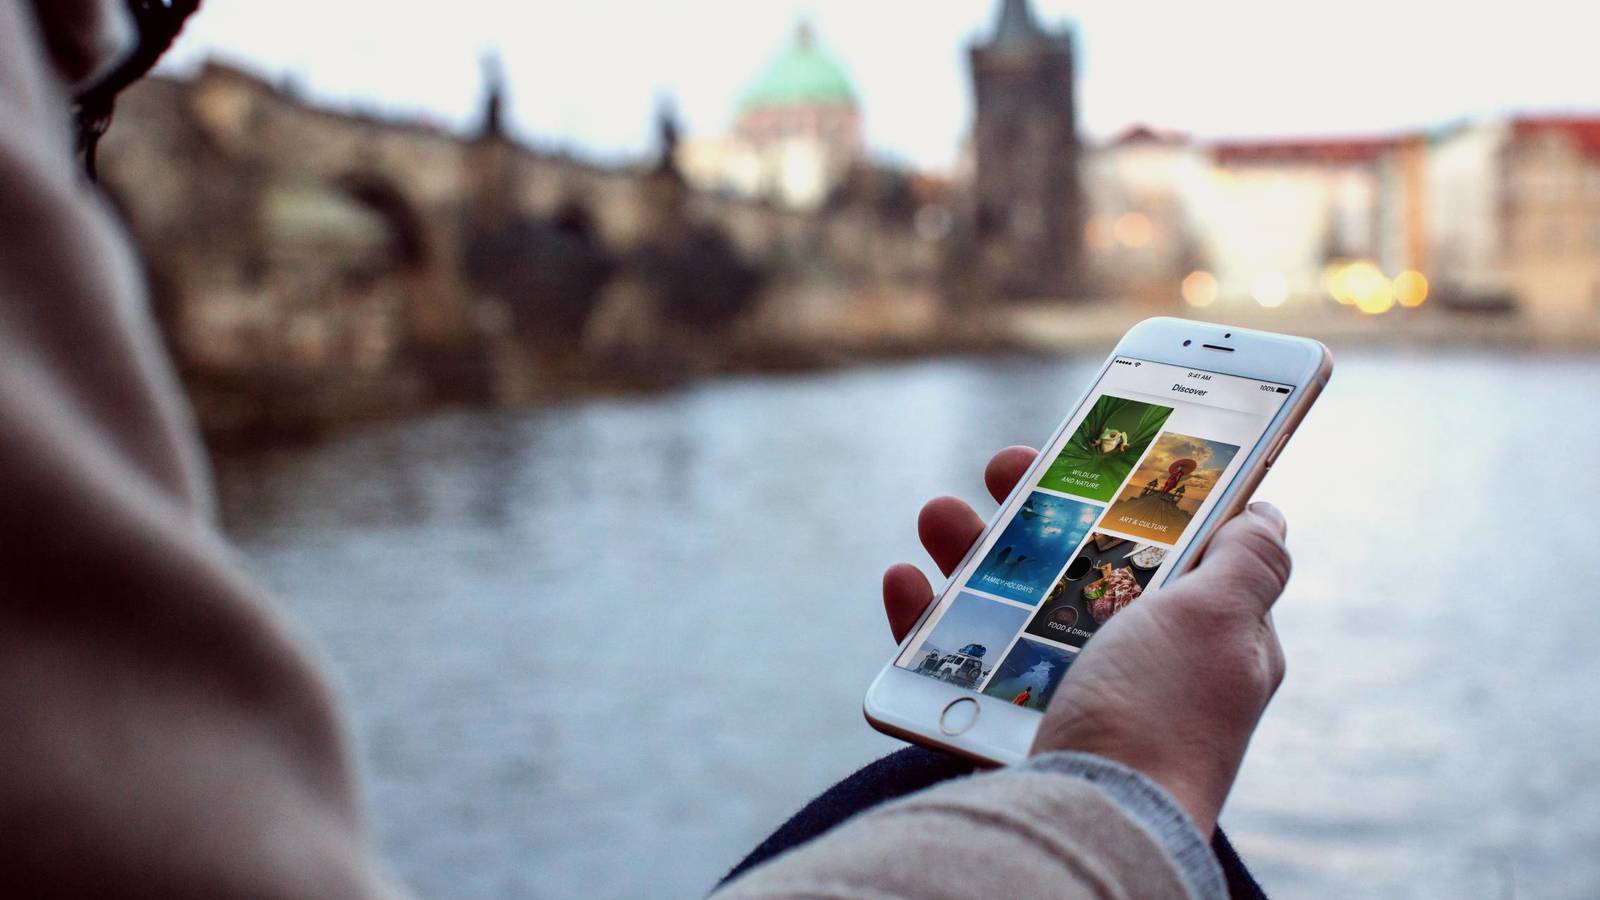 9:41 AM
100%
Discover
WILDLIFE
AND NATURE
ART & CULTURE
FAMILY HOLIDAYS
FOOD & DRINK